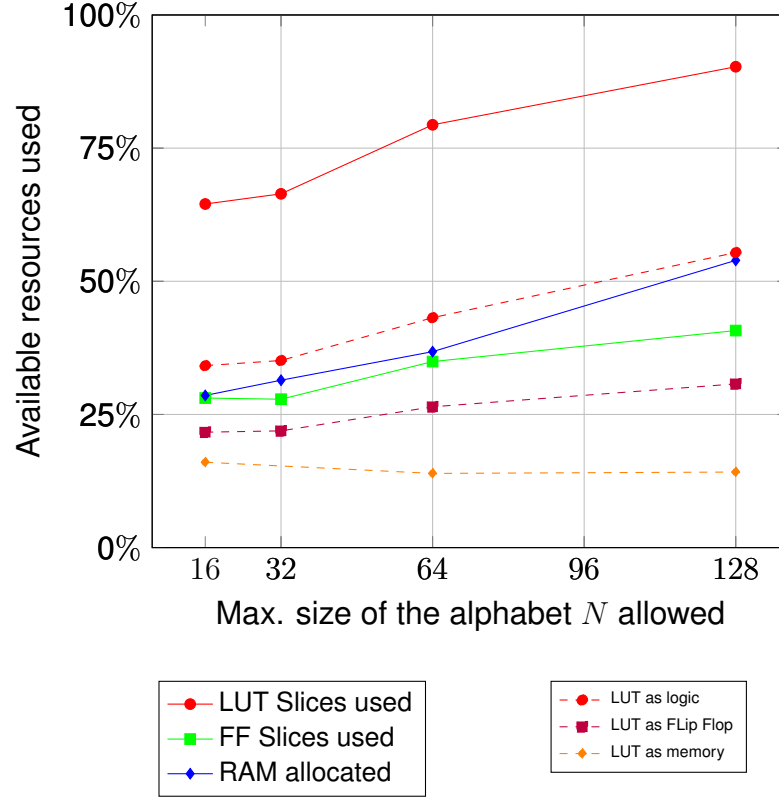 100%
75%
50%
25%
0%
Available resources used
16 32 64 96 128
Max. size of the alphabet N allowed
LUT Slices used
FF Slices used
RAM allocated
LUT as logic
LUT as FLip Flop
LUT as memory